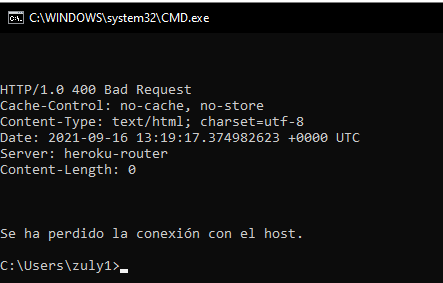 C:\WINDOWS\system32\CMD.exe
HTTP/1.0 400 Bad Request
Cache-Control: no-cache, no-store
Content-Type: text/html; charset=utf-8
Date: 2021-09-16 13:19:17.374982623 +0000 UTC
Server: heroku-router
Content-Length: 0
Se ha perdido la conexión con el host.
C:\Users\zuly1>